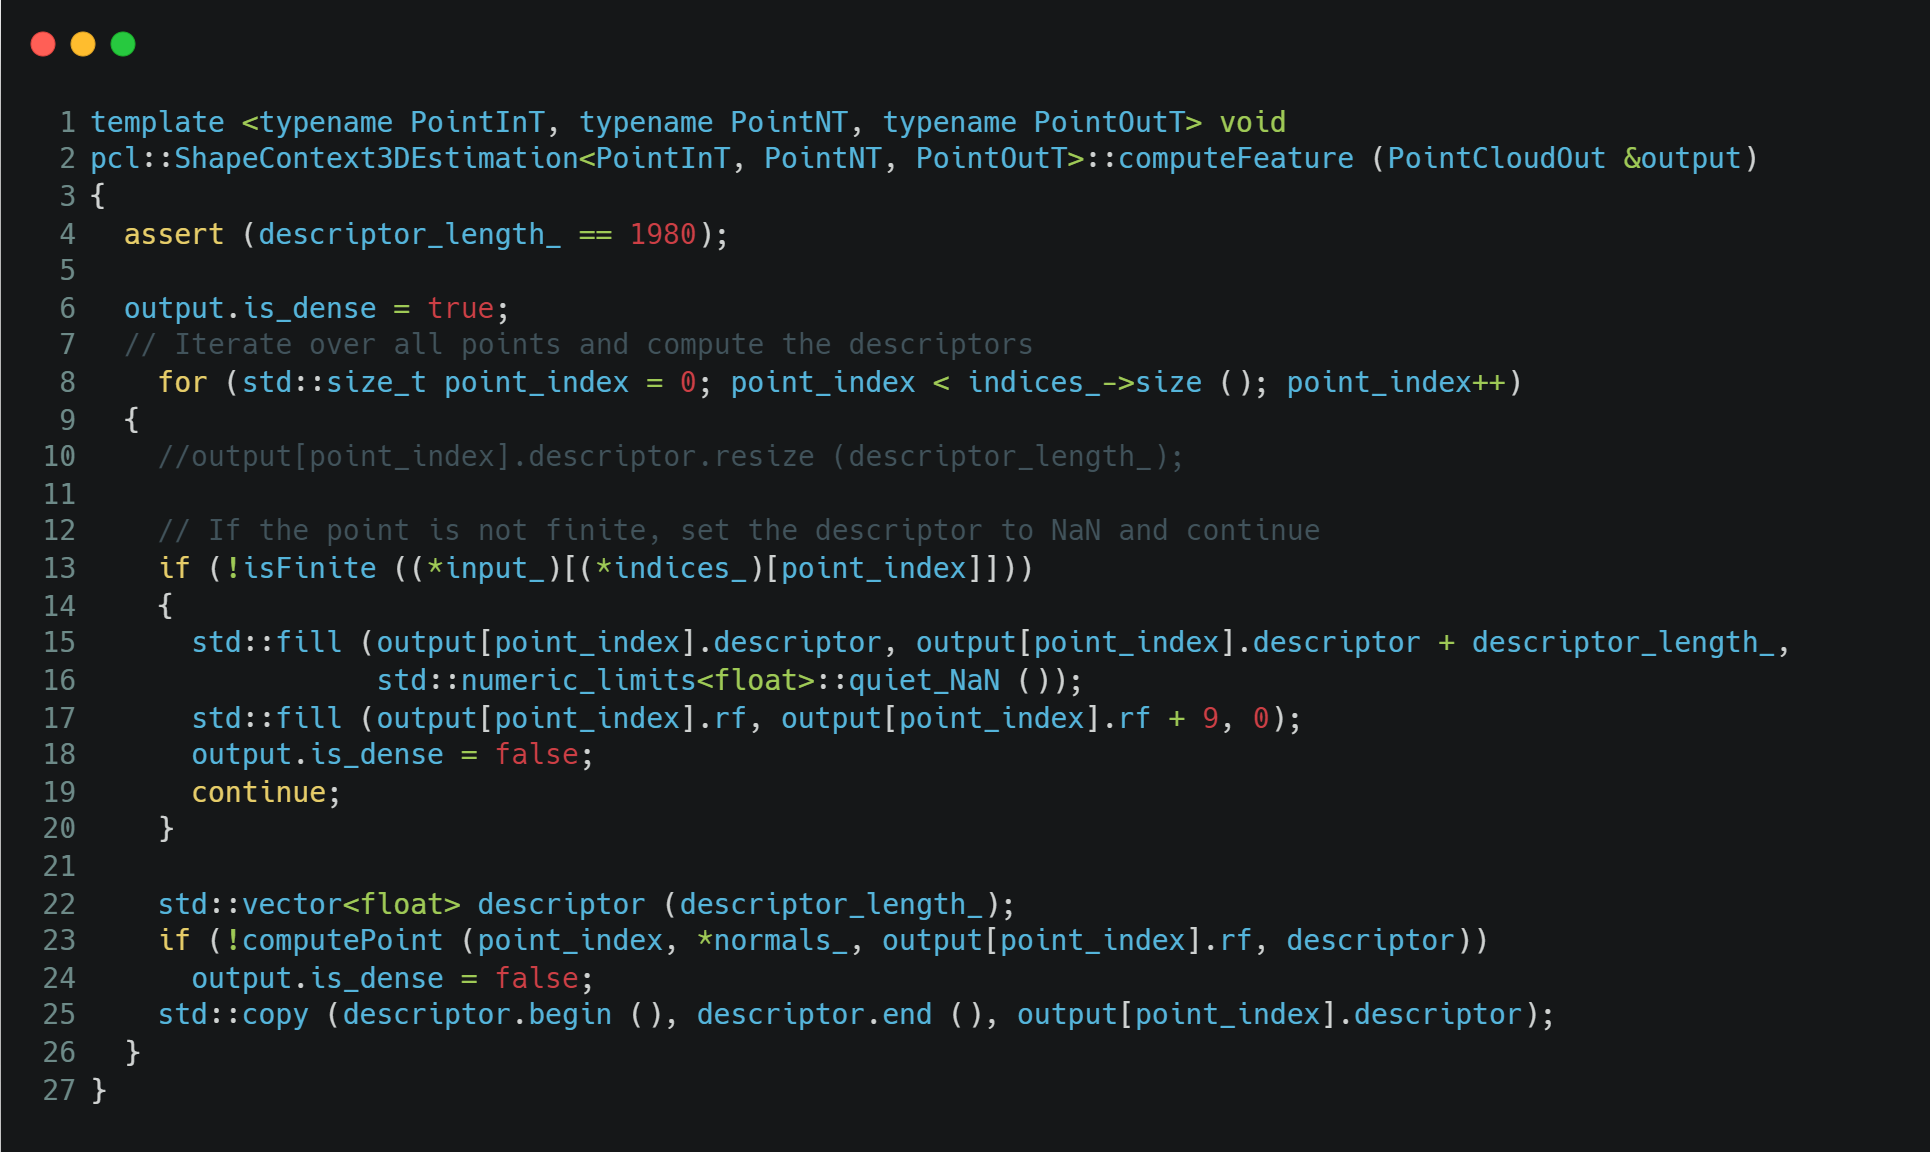 1 template <typename PointInT, typename PointNT, typename PointOutT> void
2 pcl::ShapeContext3DEstimation<PointInT, PointNT, PointOutT>::computeFeature (PointCloudOut &output)
3 {
4   assert (descriptor_length_ == 1980);
5
6   output.is_dense = true;
7   // Iterate over all points and compute the descriptors
8     for (std::size_t point_index = 0; point_index < indices_->size (); point_index++)
9   {
10     //output[point_index].descriptor.resize (descriptor_length_);
11
12     // If the point is not finite, set the descriptor to NaN and continue
13     if (!isFinite ((*input_)[(*indices_)[point_index]]))
14     {
15       std::fill (output[point_index].descriptor, output[point_index].descriptor + descriptor_length_,
16                  std::numeric_limits<float>::quiet_NaN ());
17       std::fill (output[point_index].rf, output[point_index].rf + 9, 0);
18       output.is_dense = false;
19       continue;
20     }
21
22     std::vector<float> descriptor (descriptor_length_);
23     if (!computePoint (point_index, *normals_, output[point_index].rf, descriptor))
24       output.is_dense = false;
25     std::copy (descriptor.begin (), descriptor.end (), output[point_index].descriptor);
26   }
27 }